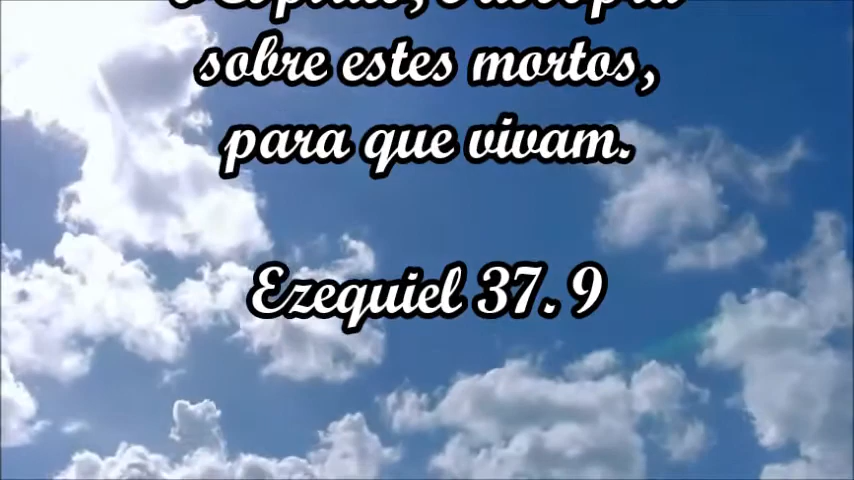 sobre estes mortos,
para que vivam.
Ezequiel 37. 9